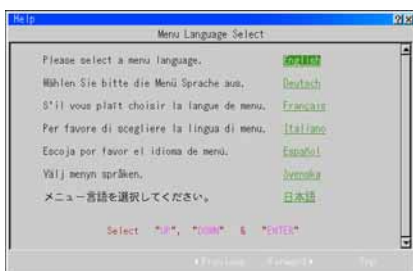 Help
Menu Language Select
Please select a menu language. English
Wählen Sie bitte die Menü Sprache aus. Deutsch
S'il vous plaît choisir la langue de menu. Français
Per favore di scegliere la lingua di menu. Italiano
Escoja por favor el idioma de menú. Español
Välj menyn språken. Svenska
メニュー言語を選択してください。 日本語
Select "UP", "DOWN" & "ENTER"
Previous Forward Top